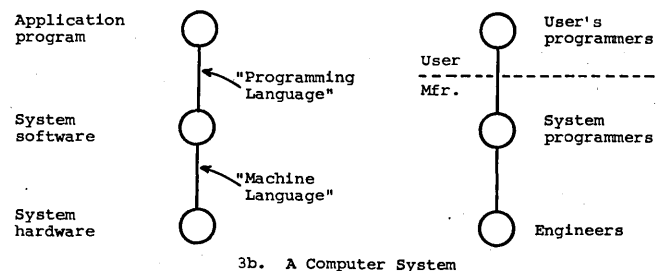 Application
program
"Programming
Language"
System
software
"Machine
Language"
System
hardware
User's
programmers
User
Mfr.
System
programmers
Engineers
3b. A Computer System